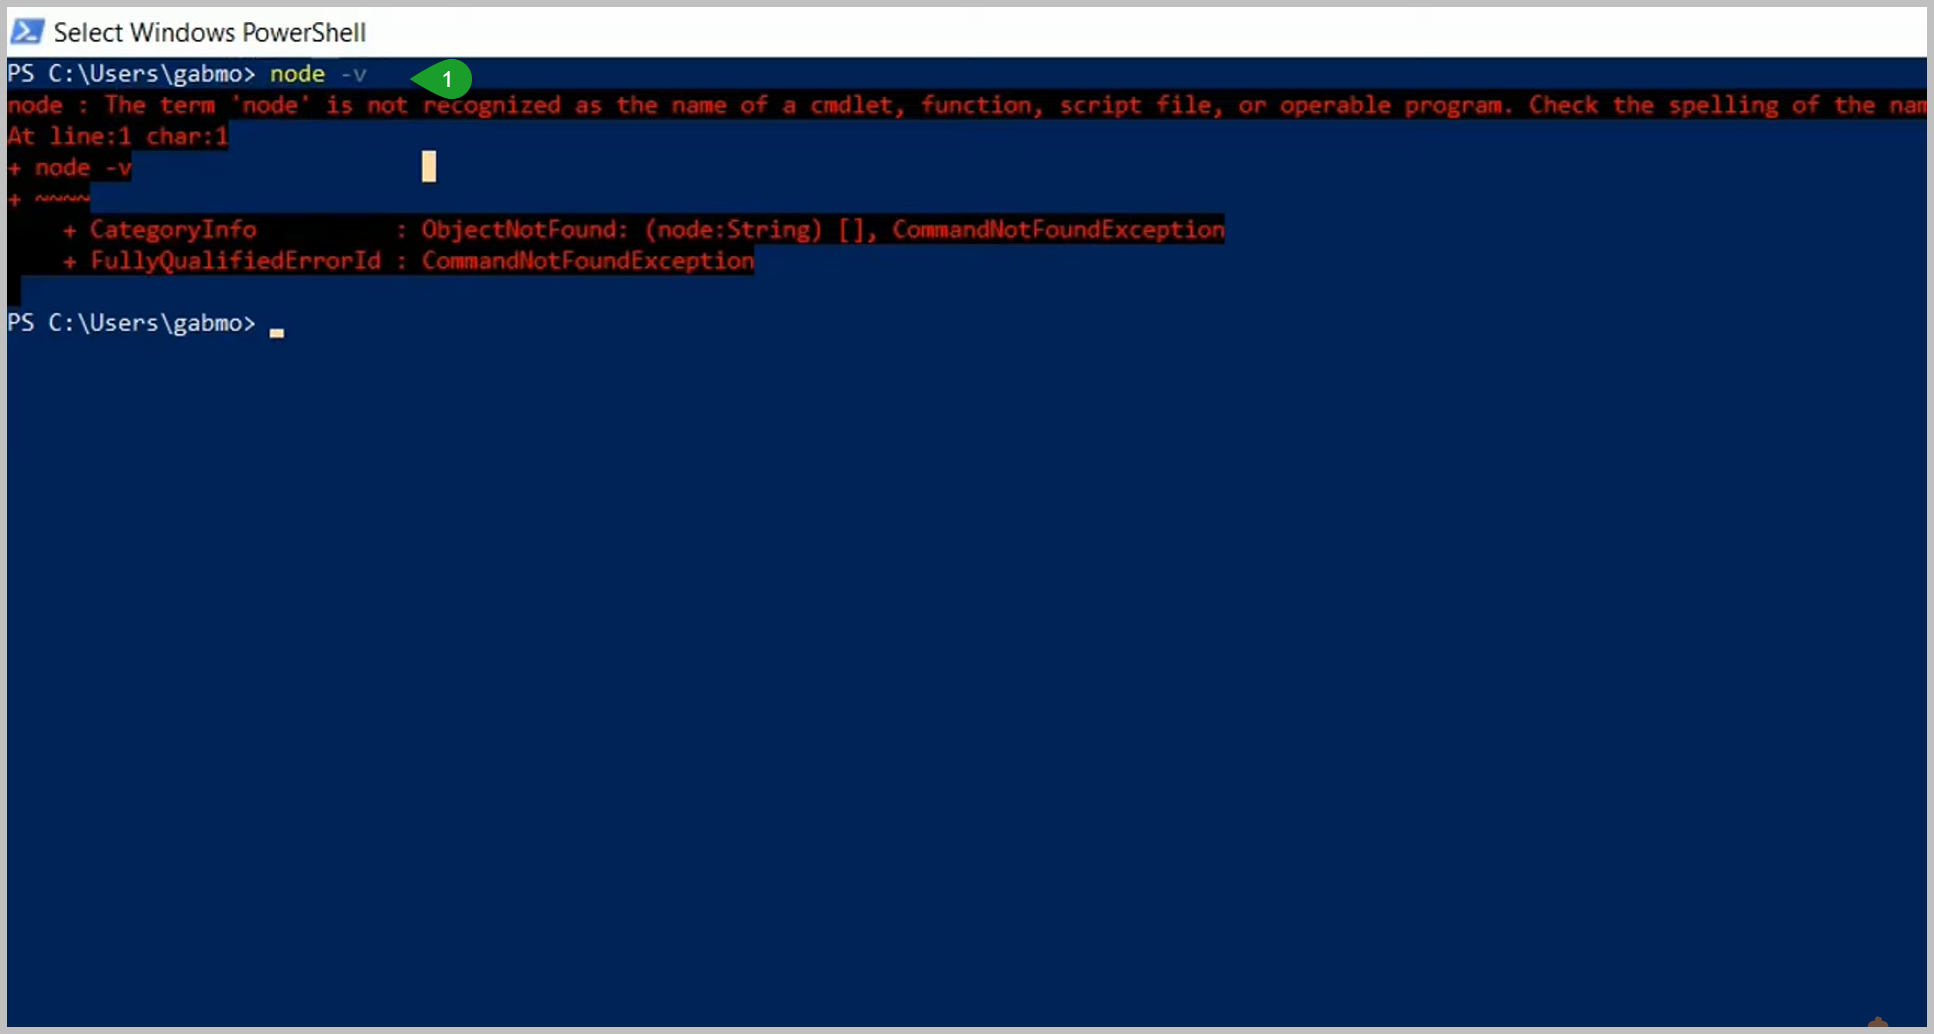 Select Windows PowerShell
PS C:\Users\gabmo> node -v
1
node : The term 'node' is not recognized as the name of a cmdlet, function, script file, or operable program. Check the spelling of the nam
At line:1 char:1
+ node -v
+ ~~~~
    + CategoryInfo          : ObjectNotFound: (node:String) [], CommandNotFoundException
    + FullyQualifiedErrorId : CommandNotFoundException
PS C:\Users\gabmo>